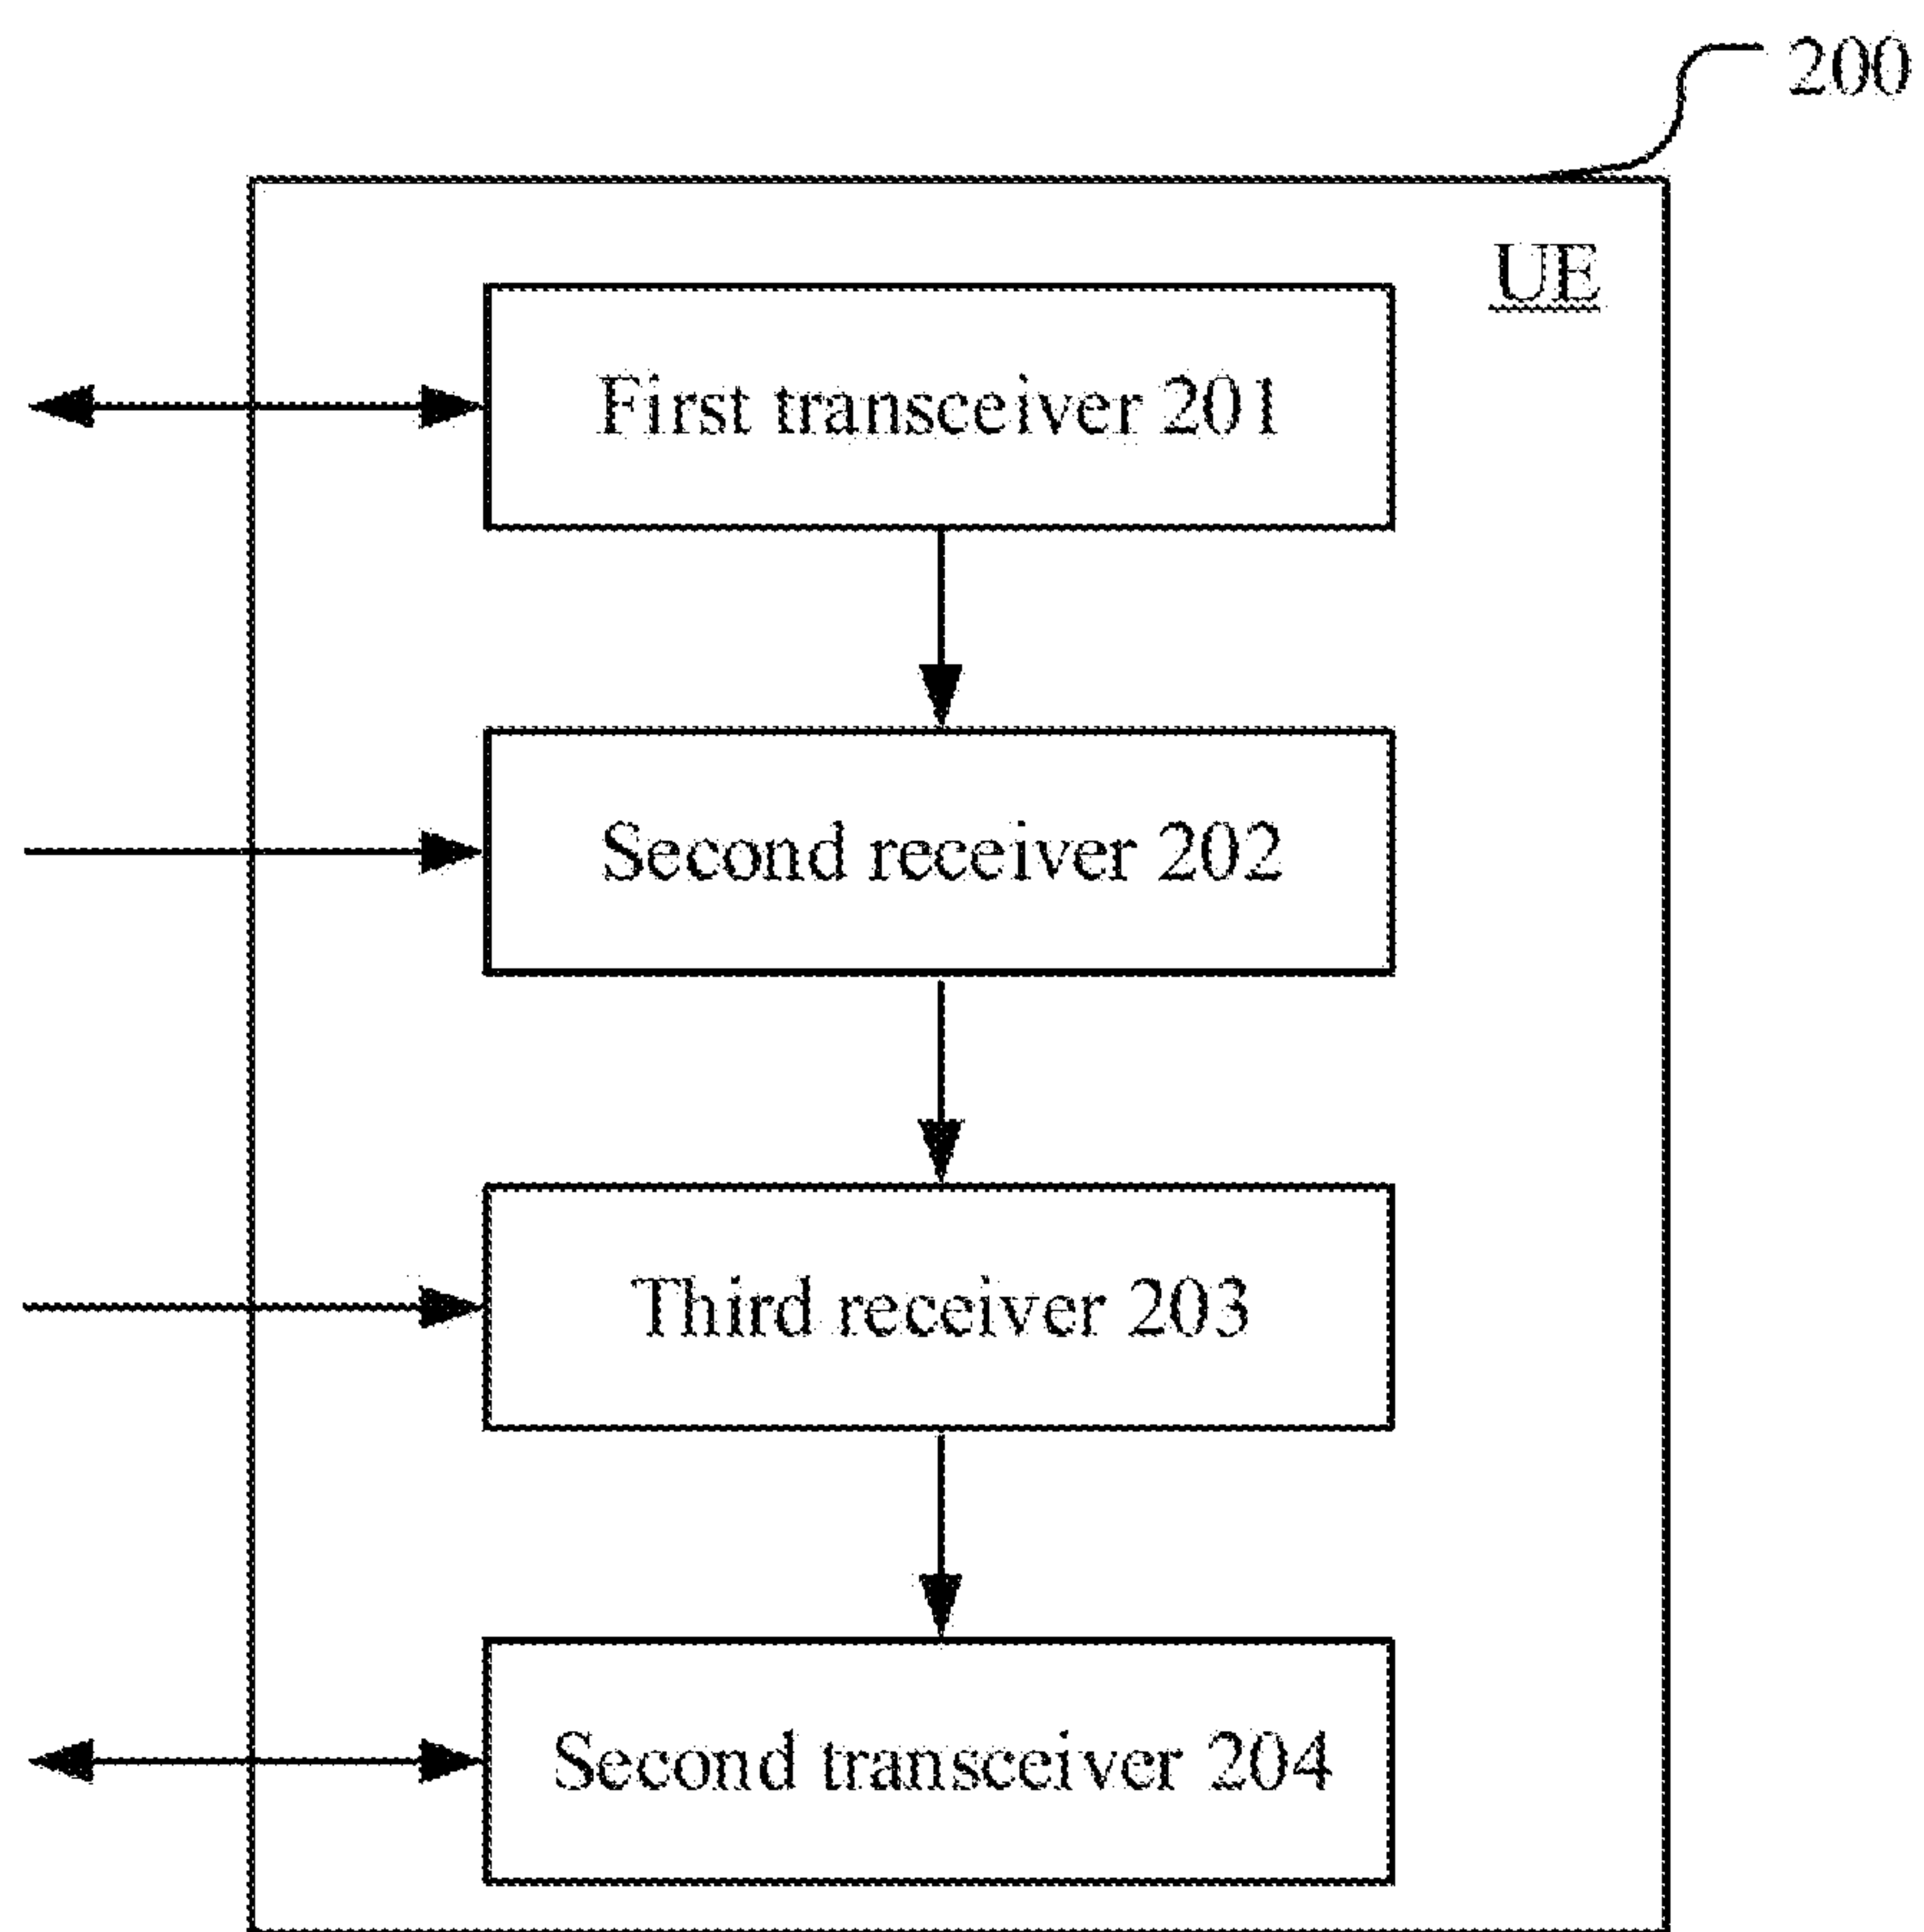 200
UE
First transceiver 201
Second receiver 202
Third receiver 203
Second transceiver 204